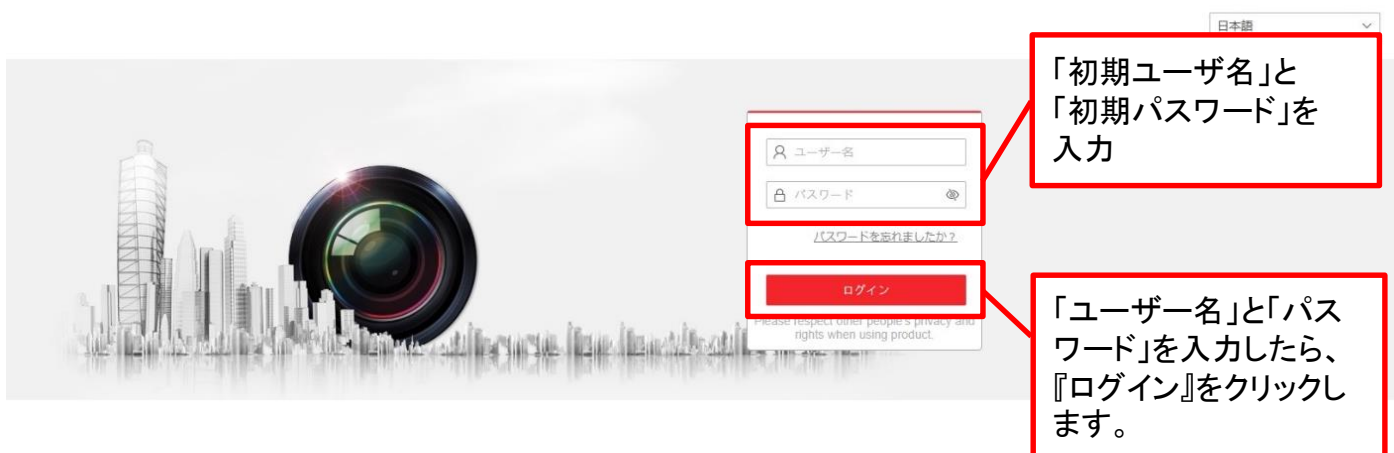 日本語
「初期ユーザ名」と
「初期パスワード」を
入力
ユーザー名
パスワード
パスワードを忘れましたか？
ログイン
Please respect other people's privacy and
rights when using product.
「ユーザー名」と「パス
ワード」を入力したら、
『ログイン』をクリックし
ます。